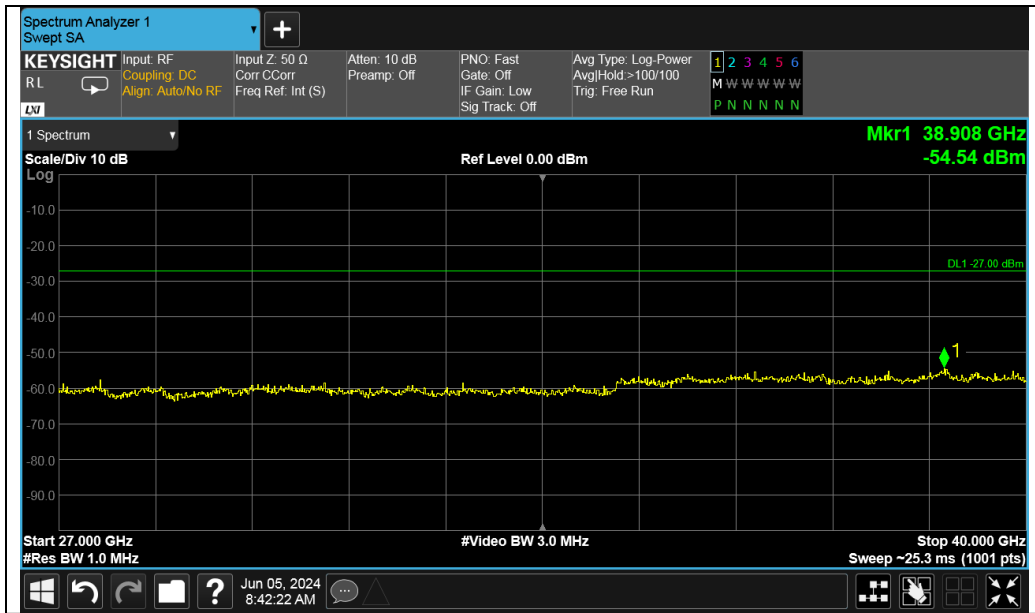 Spectrum Analyzer 1
Swept SA
+
KEYSIGHT
R L
LXI
Input: RF
Coupling: DC
Align: Auto/No RF
Input Z: 50 Ω
Corr CCorr
Freq Ref: Int (S)
Atten: 10 dB
Preamp: Off
PNO: Fast
Gate: Off
IF Gain: Low
Sig Track: Off
Avg Type: Log-Power
Avg|Hold:>100/100
Trig: Free Run
1 2 3 4 5 6
M W W W W W
P N N N N N
1 Spectrum
Mkr1 38.908 GHz
Scale/Div 10 dB
Ref Level 0.00 dBm
-54.54 dBm
Log
-10.0
-20.0
DL1 -27.00 dBm
-30.0
-40.0
-50.0
1
-60.0
-70.0
-80.0
-90.0
Start 27.000 GHz
#Video BW 3.0 MHz
Stop 40.000 GHz
#Res BW 1.0 MHz
Sweep ~25.3 ms (1001 pts)
?
Jun 05, 2024
8:42:22 AM